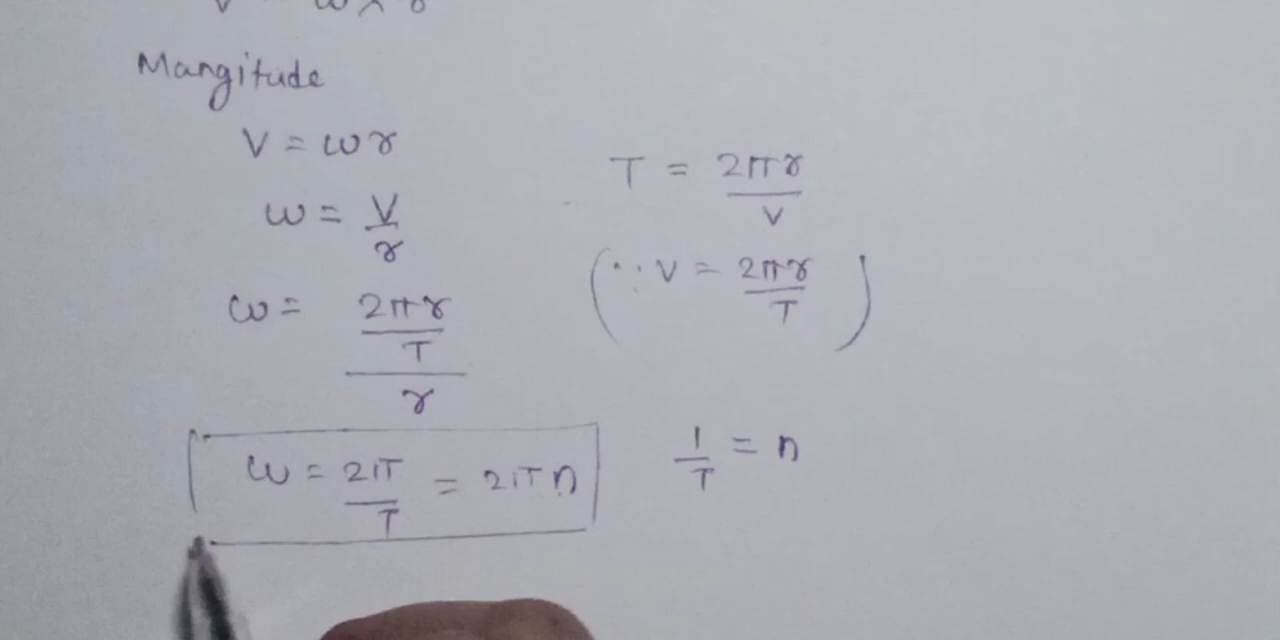 Mangitude
V = ωr
ω = V/r
ω = (2πr/T)/r
ω = 2π/T = 2πn
T = 2πr/V
(∵ V = 2πr/T)
1/T = n